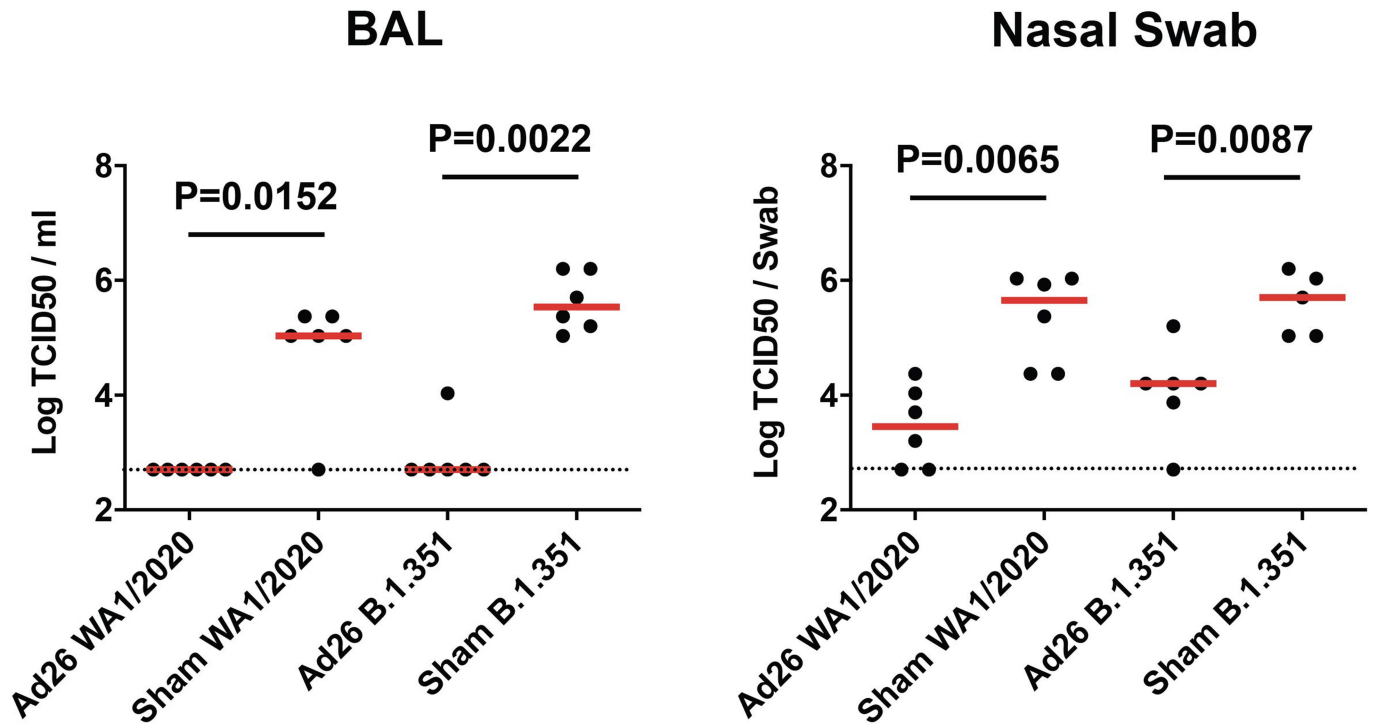 BAL
P=0.0152
P=0.0022
Log TCID50 / ml
8
6
4
2
Ad26 WA1/2020
Sham WA1/2020
Ad26 B.1.351
Sham B.1.351
Nasal Swab
P=0.0065
P=0.0087
Log TCID50 / Swab
8
6
4
2
Ad26 WA1/2020
Sham WA1/2020
Ad26 B.1.351
Sham B.1.351